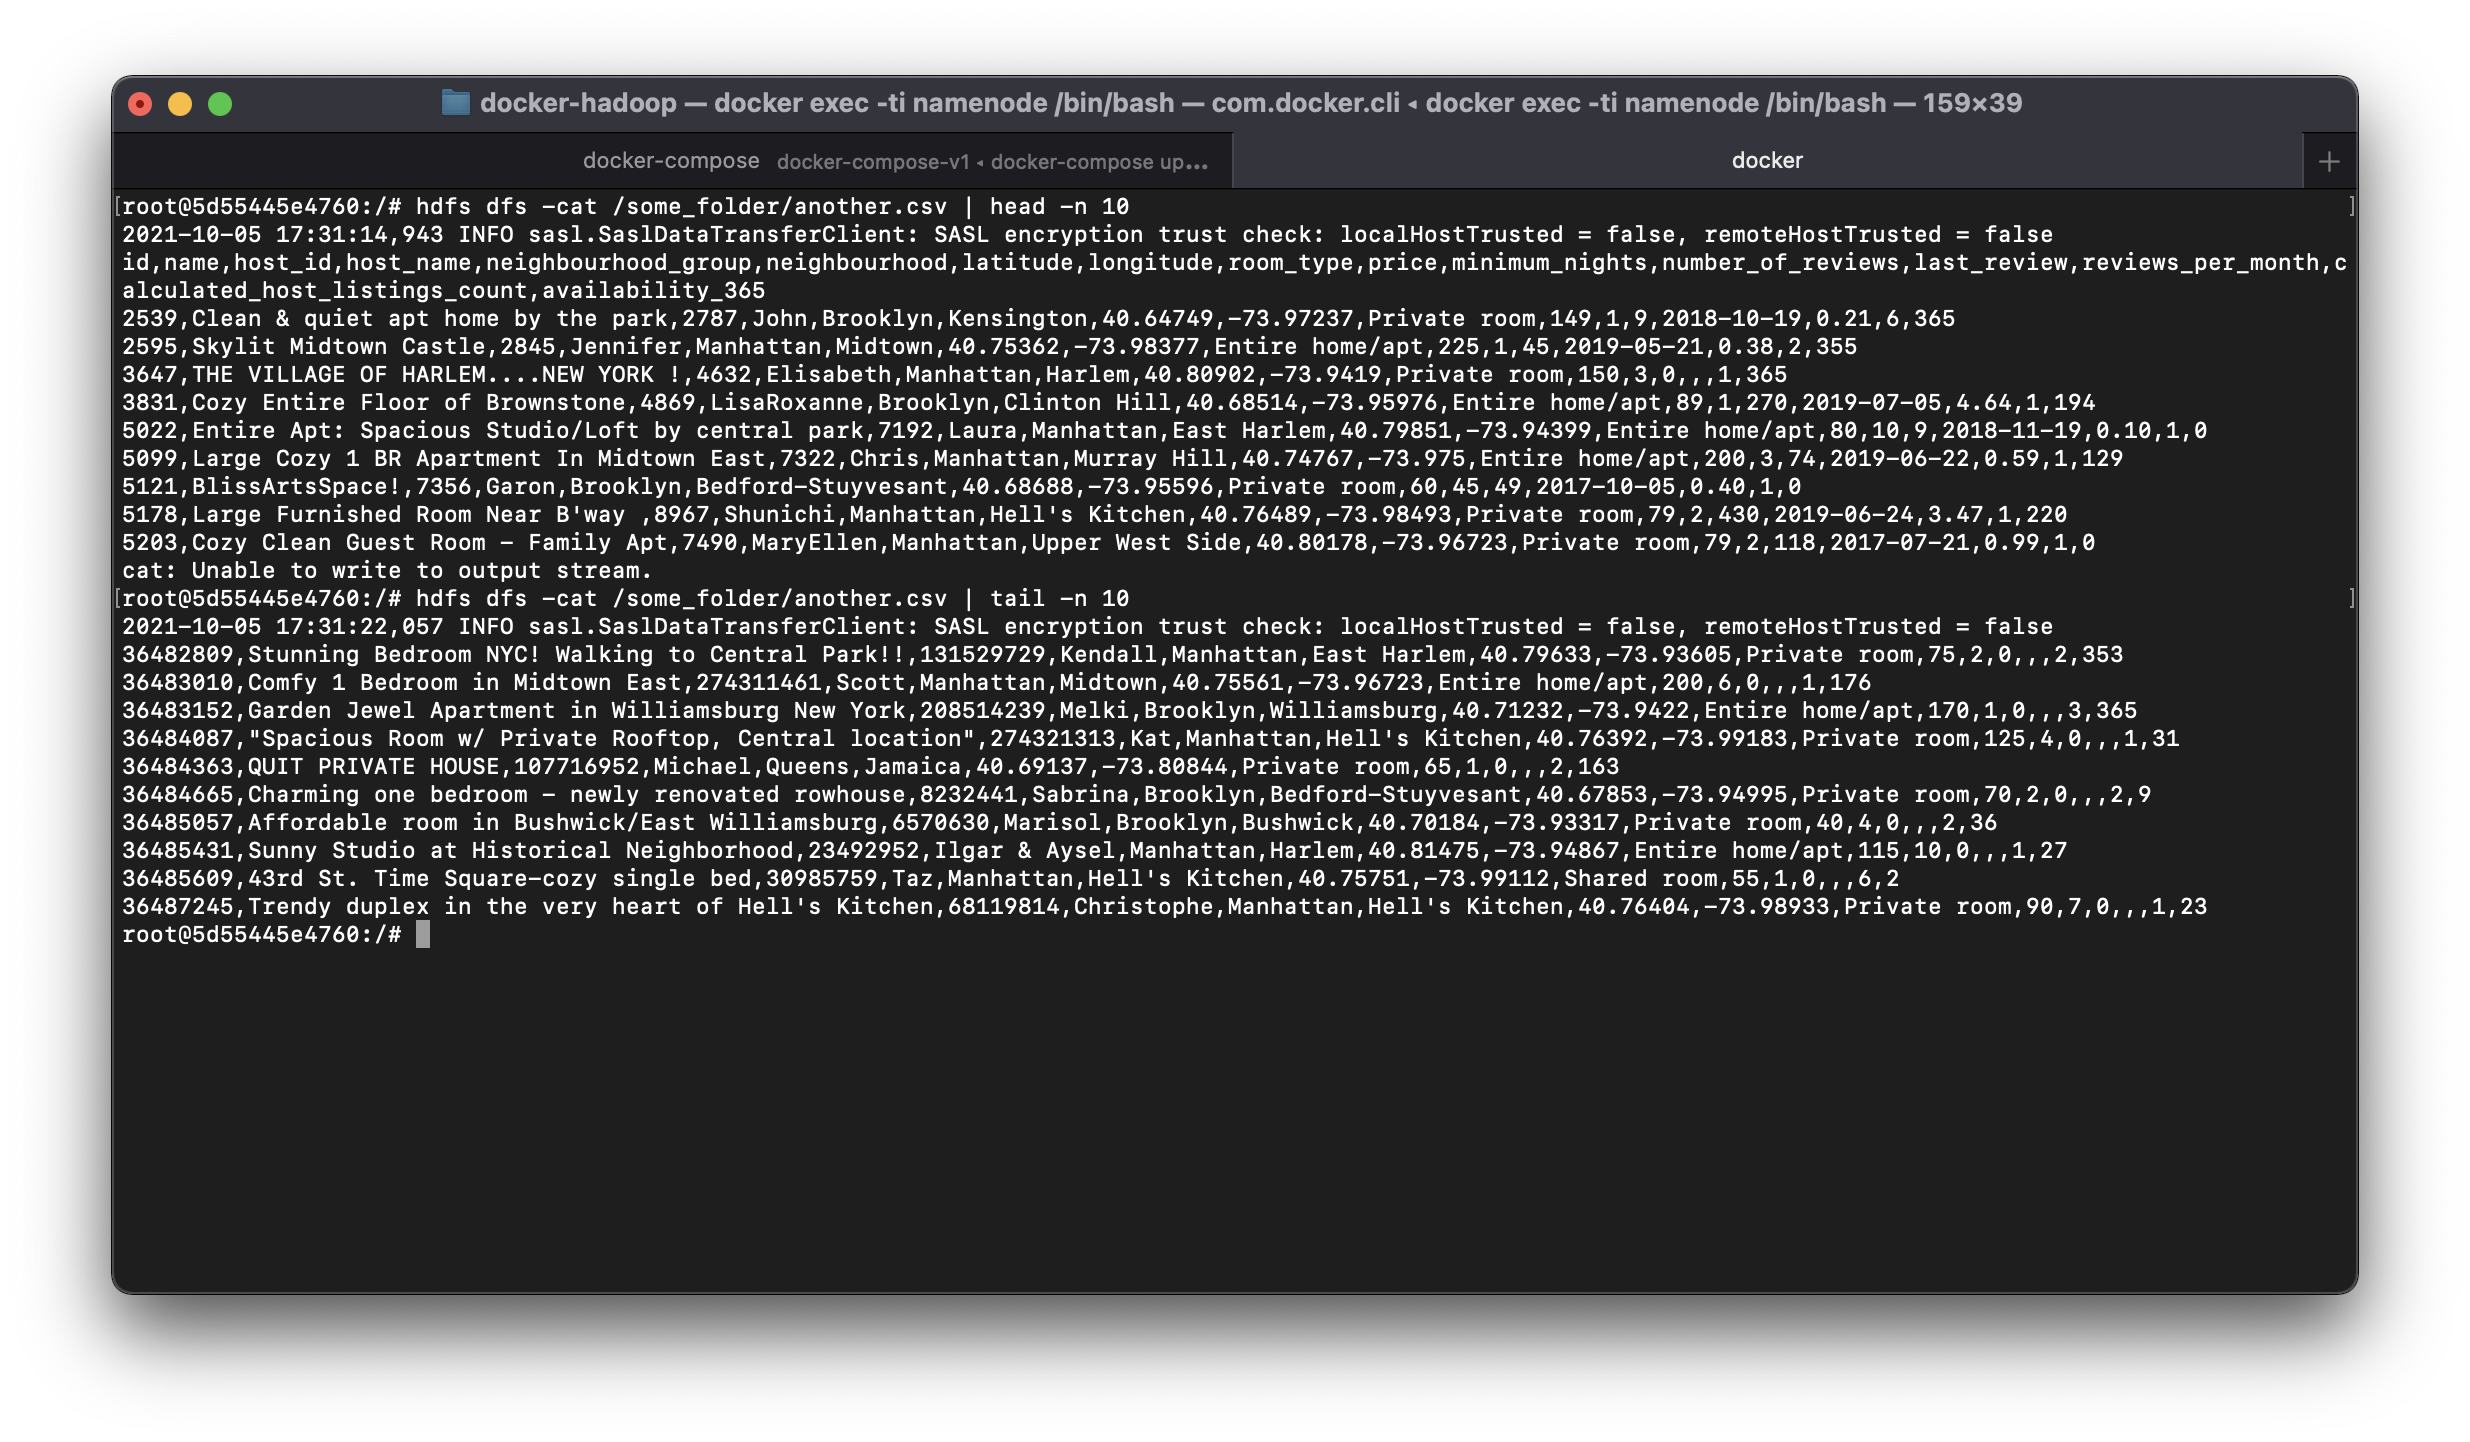 docker-hadoop — docker exec -ti namenode /bin/bash — com.docker.cli ◂ docker exec -ti namenode /bin/bash — 159×39
docker-compose docker-compose-v1 ◂ docker-compose up...
docker
+
[root@5d55445e4760:/# hdfs dfs -cat /some_folder/another.csv | head -n 10 ]
2021-10-05 17:31:14,943 INFO sasl.SaslDataTransferClient: SASL encryption trust check: localHostTrusted = false, remoteHostTrusted = false
id,name,host_id,host_name,neighbourhood_group,neighbourhood,latitude,longitude,room_type,price,minimum_nights,number_of_reviews,last_review,reviews_per_month,c
alculated_host_listings_count,availability_365
2539,Clean & quiet apt home by the park,2787,John,Brooklyn,Kensington,40.64749,-73.97237,Private room,149,1,9,2018-10-19,0.21,6,365
2595,Skylit Midtown Castle,2845,Jennifer,Manhattan,Midtown,40.75362,-73.98377,Entire home/apt,225,1,45,2019-05-21,0.38,2,355
3647,THE VILLAGE OF HARLEM....NEW YORK !,4632,Elisabeth,Manhattan,Harlem,40.80902,-73.9419,Private room,150,3,0,,,1,365
3831,Cozy Entire Floor of Brownstone,4869,LisaRoxanne,Brooklyn,Clinton Hill,40.68514,-73.95976,Entire home/apt,89,1,270,2019-07-05,4.64,1,194
5022,Entire Apt: Spacious Studio/Loft by central park,7192,Laura,Manhattan,East Harlem,40.79851,-73.94399,Entire home/apt,80,10,9,2018-11-19,0.10,1,0
5099,Large Cozy 1 BR Apartment In Midtown East,7322,Chris,Manhattan,Murray Hill,40.74767,-73.975,Entire home/apt,200,3,74,2019-06-22,0.59,1,129
5121,BlissArtsSpace!,7356,Garon,Brooklyn,Bedford-Stuyvesant,40.68688,-73.95596,Private room,60,45,49,2017-10-05,0.40,1,0
5178,Large Furnished Room Near B'way ,8967,Shunichi,Manhattan,Hell's Kitchen,40.76489,-73.98493,Private room,79,2,430,2019-06-24,3.47,1,220
5203,Cozy Clean Guest Room - Family Apt,7490,MaryEllen,Manhattan,Upper West Side,40.80178,-73.96723,Private room,79,2,118,2017-07-21,0.99,1,0
cat: Unable to write to output stream.
[root@5d55445e4760:/# hdfs dfs -cat /some_folder/another.csv | tail -n 10 ]
2021-10-05 17:31:22,057 INFO sasl.SaslDataTransferClient: SASL encryption trust check: localHostTrusted = false, remoteHostTrusted = false
36482809,Stunning Bedroom NYC! Walking to Central Park!!,131529729,Kendall,Manhattan,East Harlem,40.79633,-73.93605,Private room,75,2,0,,,2,353
36483010,Comfy 1 Bedroom in Midtown East,274311461,Scott,Manhattan,Midtown,40.75561,-73.96723,Entire home/apt,200,6,0,,,1,176
36483152,Garden Jewel Apartment in Williamsburg New York,208514239,Melki,Brooklyn,Williamsburg,40.71232,-73.9422,Entire home/apt,170,1,0,,,3,365
36484087,"Spacious Room w/ Private Rooftop, Central location",274321313,Kat,Manhattan,Hell's Kitchen,40.76392,-73.99183,Private room,125,4,0,,,1,31
36484363,QUIT PRIVATE HOUSE,107716952,Michael,Queens,Jamaica,40.69137,-73.80844,Private room,65,1,0,,,2,163
36484665,Charming one bedroom - newly renovated rowhouse,8232441,Sabrina,Brooklyn,Bedford-Stuyvesant,40.67853,-73.94995,Private room,70,2,0,,,2,9
36485057,Affordable room in Bushwick/East Williamsburg,6570630,Marisol,Brooklyn,Bushwick,40.70184,-73.93317,Private room,40,4,0,,,2,36
36485431,Sunny Studio at Historical Neighborhood,23492952,Ilgar & Aysel,Manhattan,Harlem,40.81475,-73.94867,Entire home/apt,115,10,0,,,1,27
36485609,43rd St. Time Square-cozy single bed,30985759,Taz,Manhattan,Hell's Kitchen,40.75751,-73.99112,Shared room,55,1,0,,,6,2
36487245,Trendy duplex in the very heart of Hell's Kitchen,68119814,Christophe,Manhattan,Hell's Kitchen,40.76404,-73.98933,Private room,90,7,0,,,1,23
root@5d55445e4760:/#